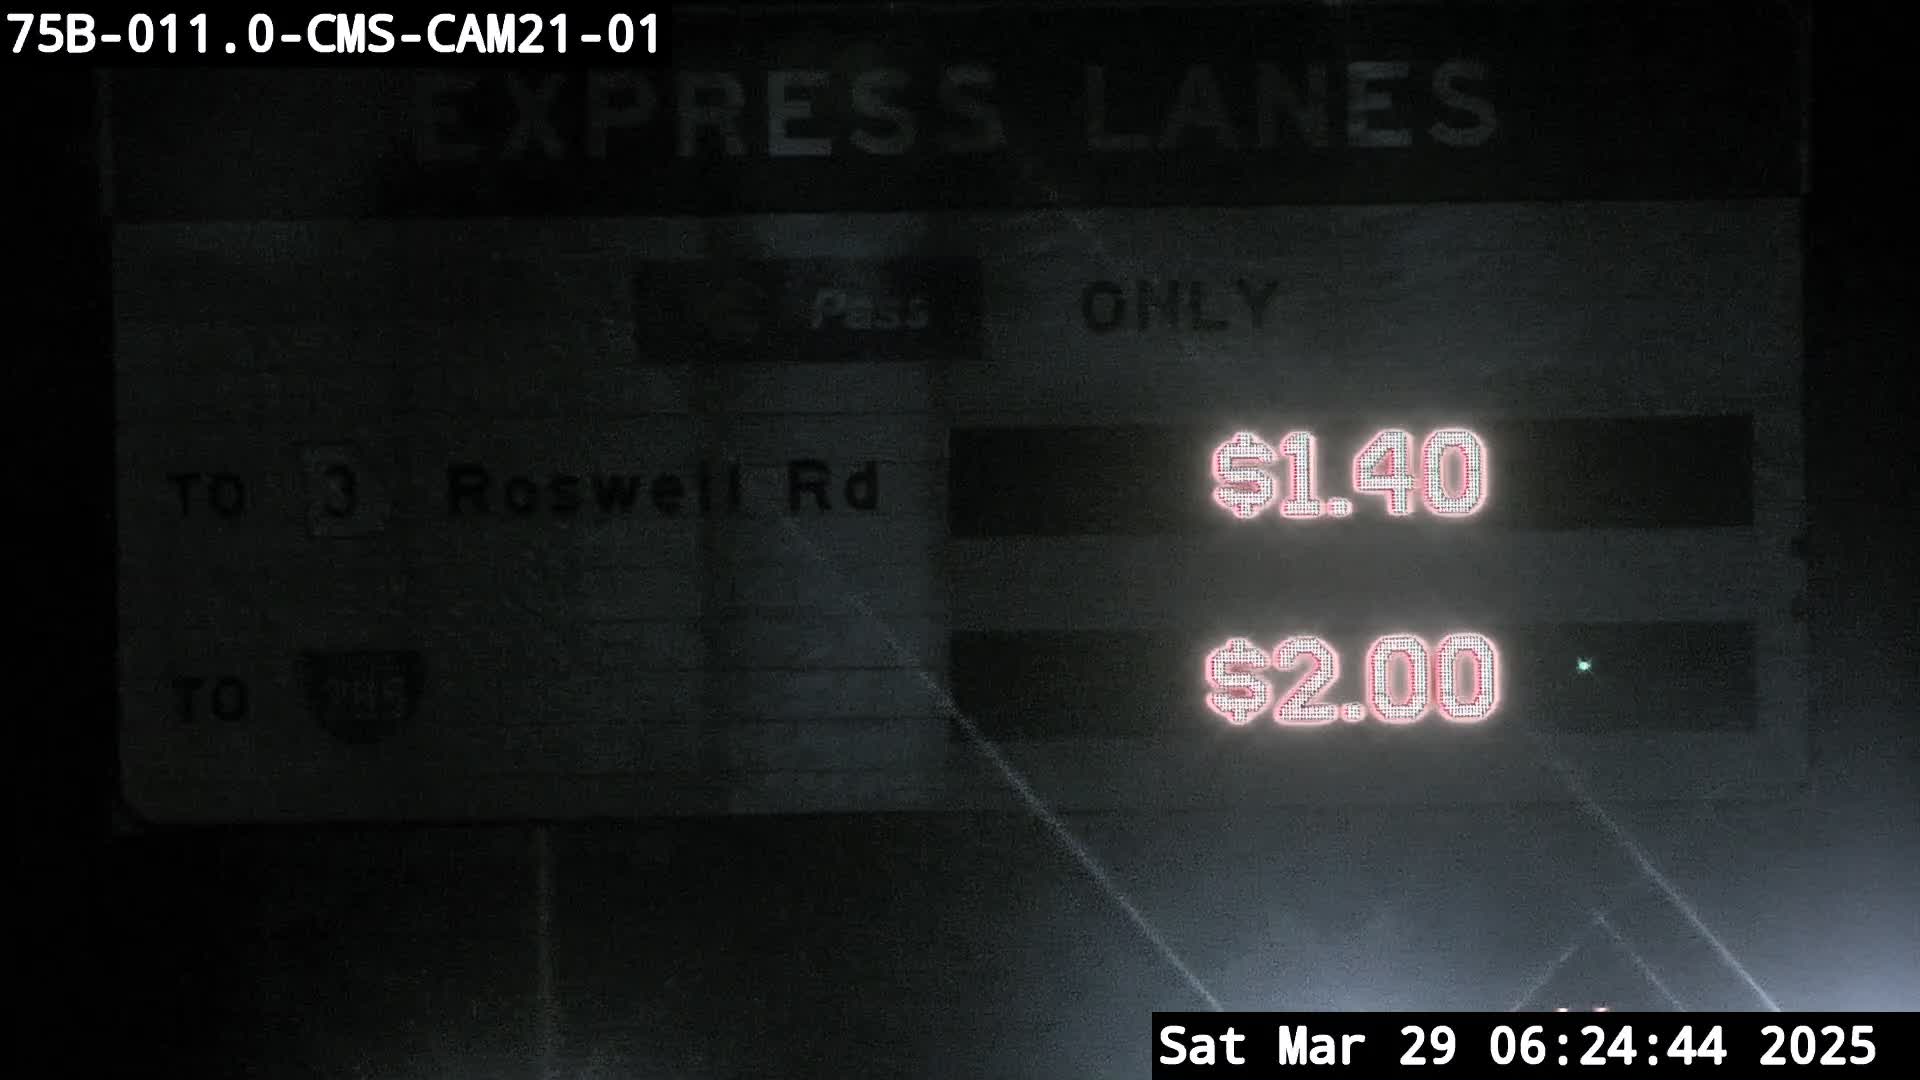 75B-011.0-CMS-CAM21-01
EXPRESS LANES
Pass ONLY
TO 3 Roswell Rd $1.40
TO $2.00
Sat Mar 29 06:24:44 2025